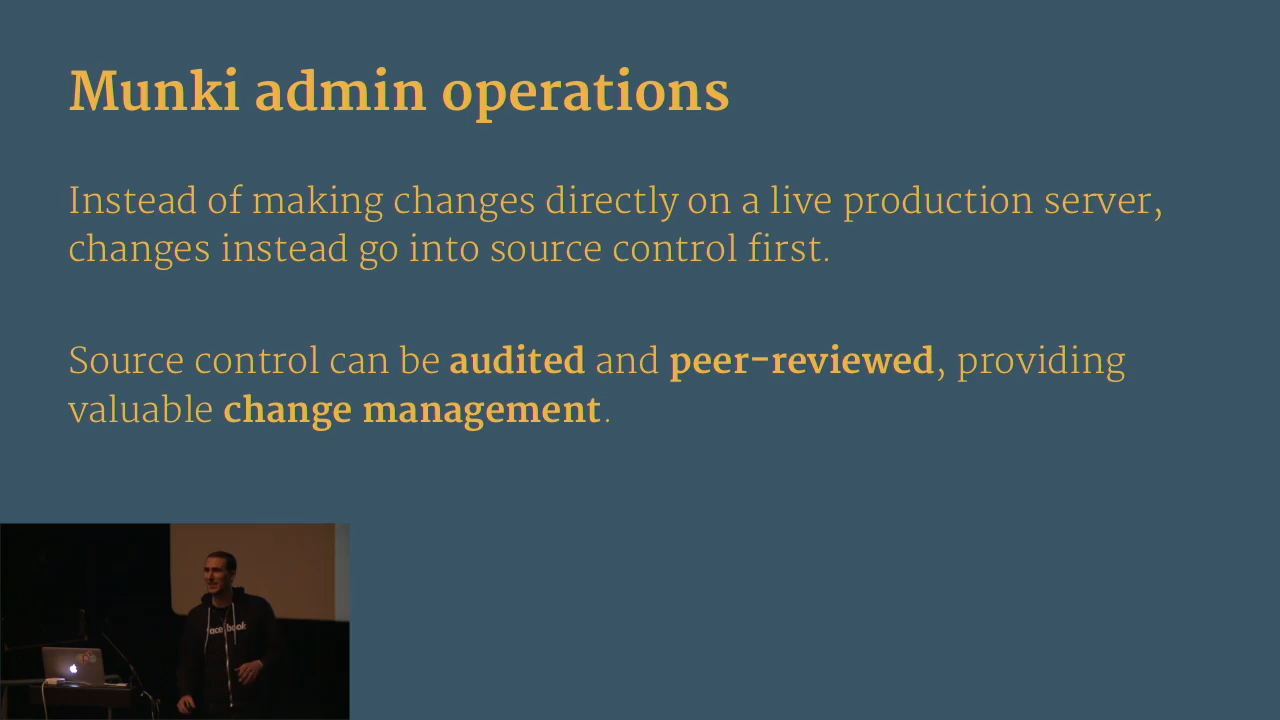 Munki admin operations
Instead of making changes directly on a live production server,
changes instead go into source control first.
Source control can be audited and peer-reviewed, providing
valuable change management.
facebook